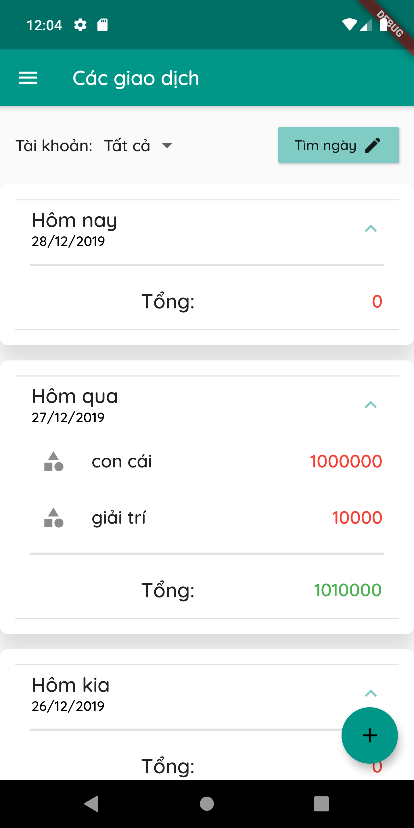 12:04
DEBUG
Các giao dịch
Tài khoản: Tất cả
Tìm ngày
Hôm nay
28/12/2019
Tổng: 0
Hôm qua
27/12/2019
con cái 1000000
giải trí 10000
Tổng: 1010000
Hôm kia
26/12/2019
Tổng: 0